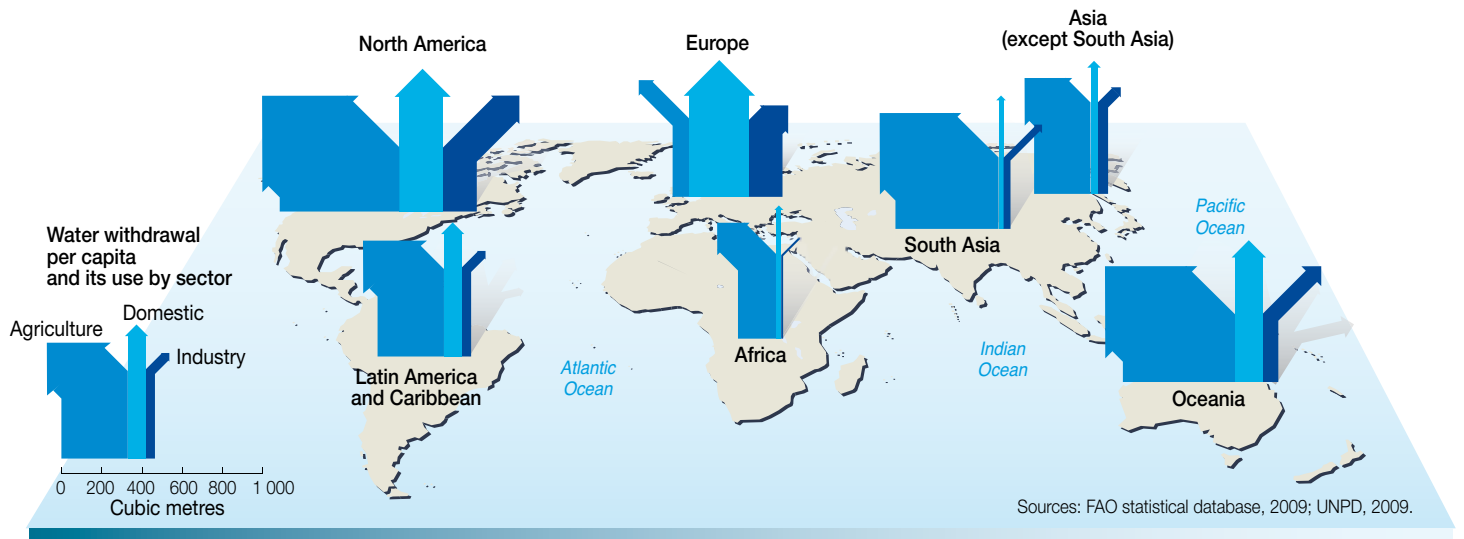 North America
Europe
Asia
(except South Asia)
Water withdrawal
per capita
and its use by sector
Agriculture
Domestic
Industry
0 200 400 600 800 1 000
Cubic metres
Latin America
and Caribbean
Atlantic
Ocean
Africa
South Asia
Indian
Ocean
Pacific
Ocean
Oceania
Sources: FAO statistical database, 2009; UNPD, 2009.